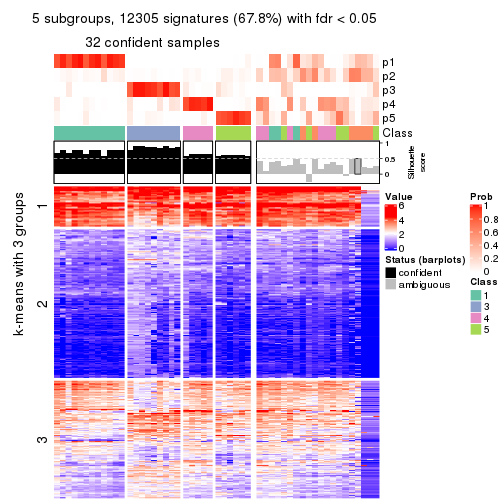 5 subgroups, 12305 signatures (67.8%) with fdr < 0.05
32 confident samples
p1
p2
p3
p4
p5
Class
1
0.5
0
Silhouette
score
k-means with 3 groups
1
2
3
Value
6
4
2
0
Status (barplots)
confident
ambiguous
Prob
1
0.8
0.6
0.4
0.2
0
Class
1
3
4
5